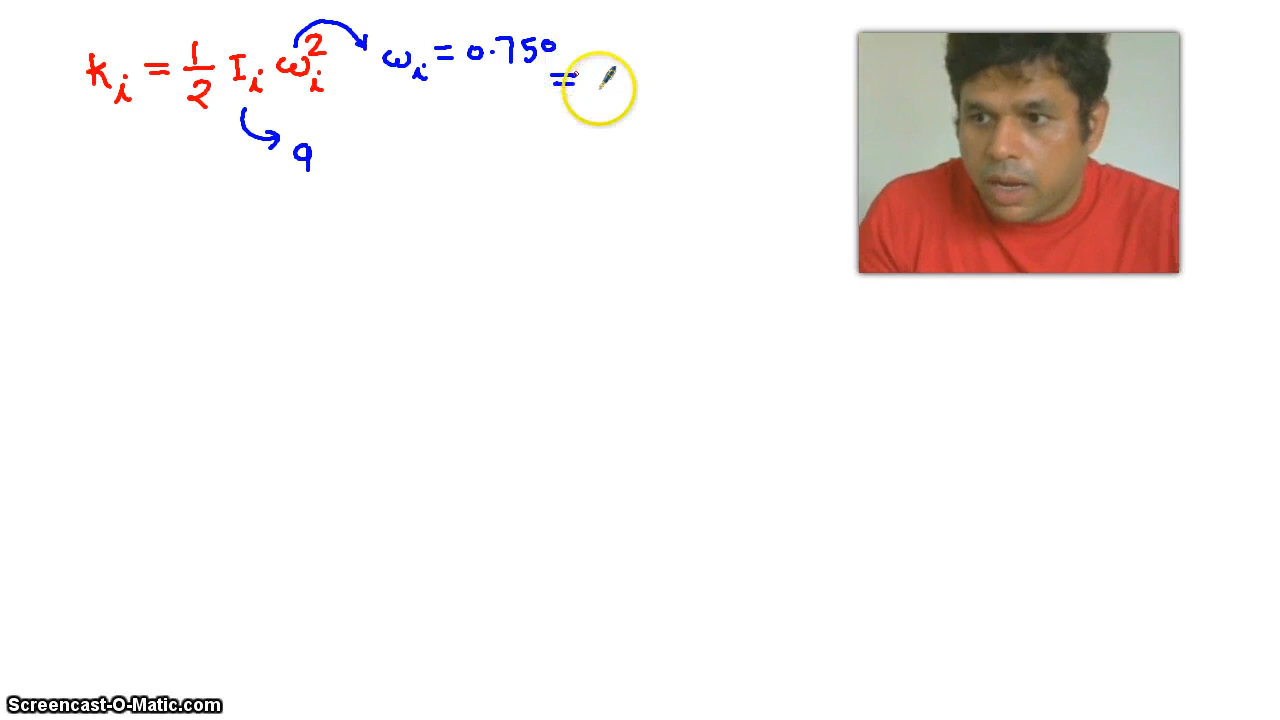 kᵢ = 1/2 Iᵢ ωᵢ² ωᵢ = 0.750
=
9
Screencast-O-Matic.com